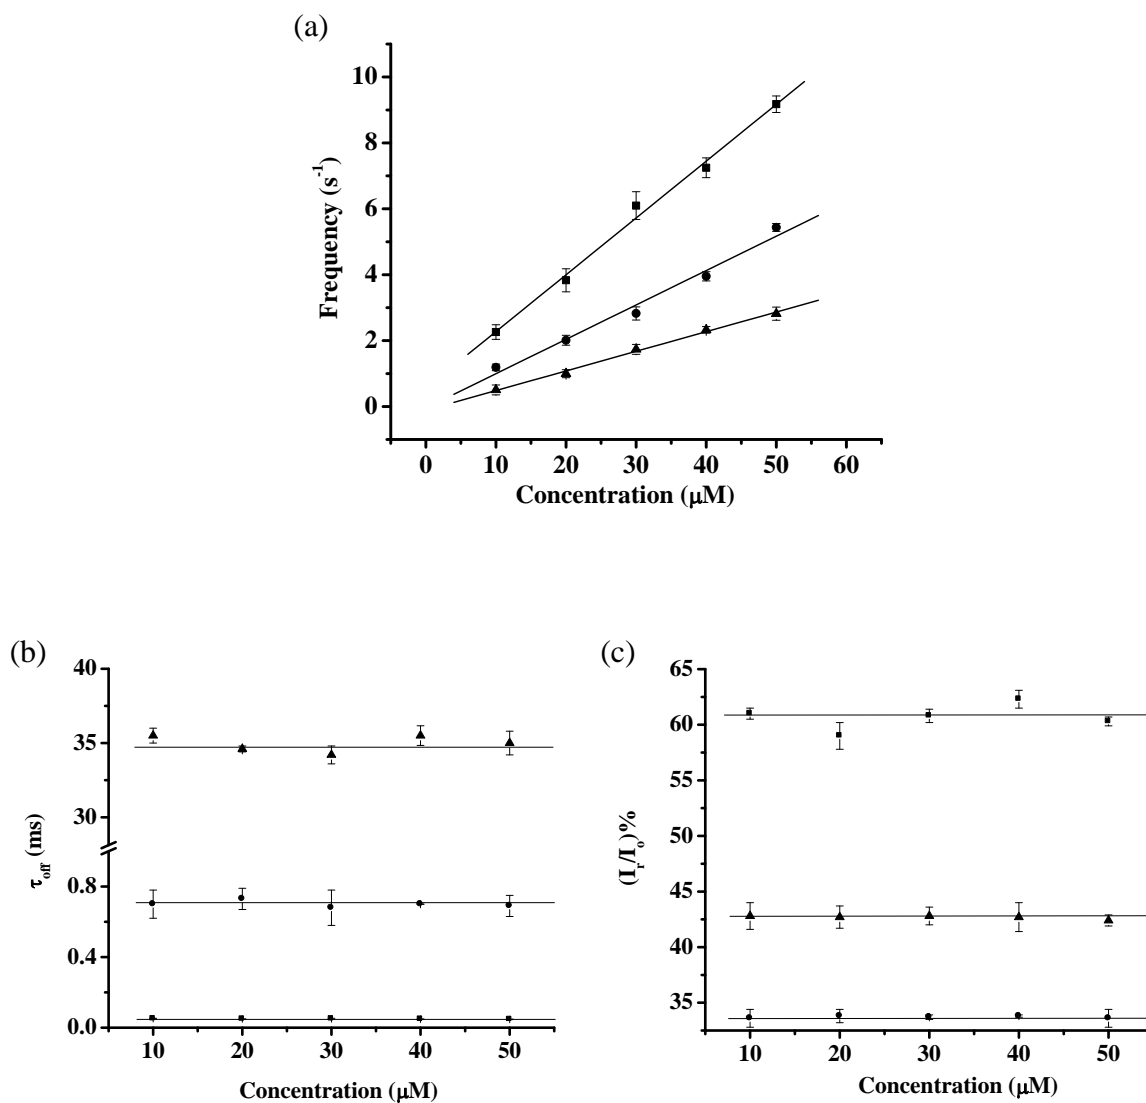 (a)
10
8
6
4
2
0
Frequency (s⁻¹)
0 10 20 30 40 50 60
Concentration (μM)
(b)
40
35
30
0.8
0.4
0.0
τoff (ms)
10 20 30 40 50
Concentration (μM)
(c)
65
60
55
50
45
40
35
(Ir/Io)%
10 20 30 40 50
Concentration (μM)